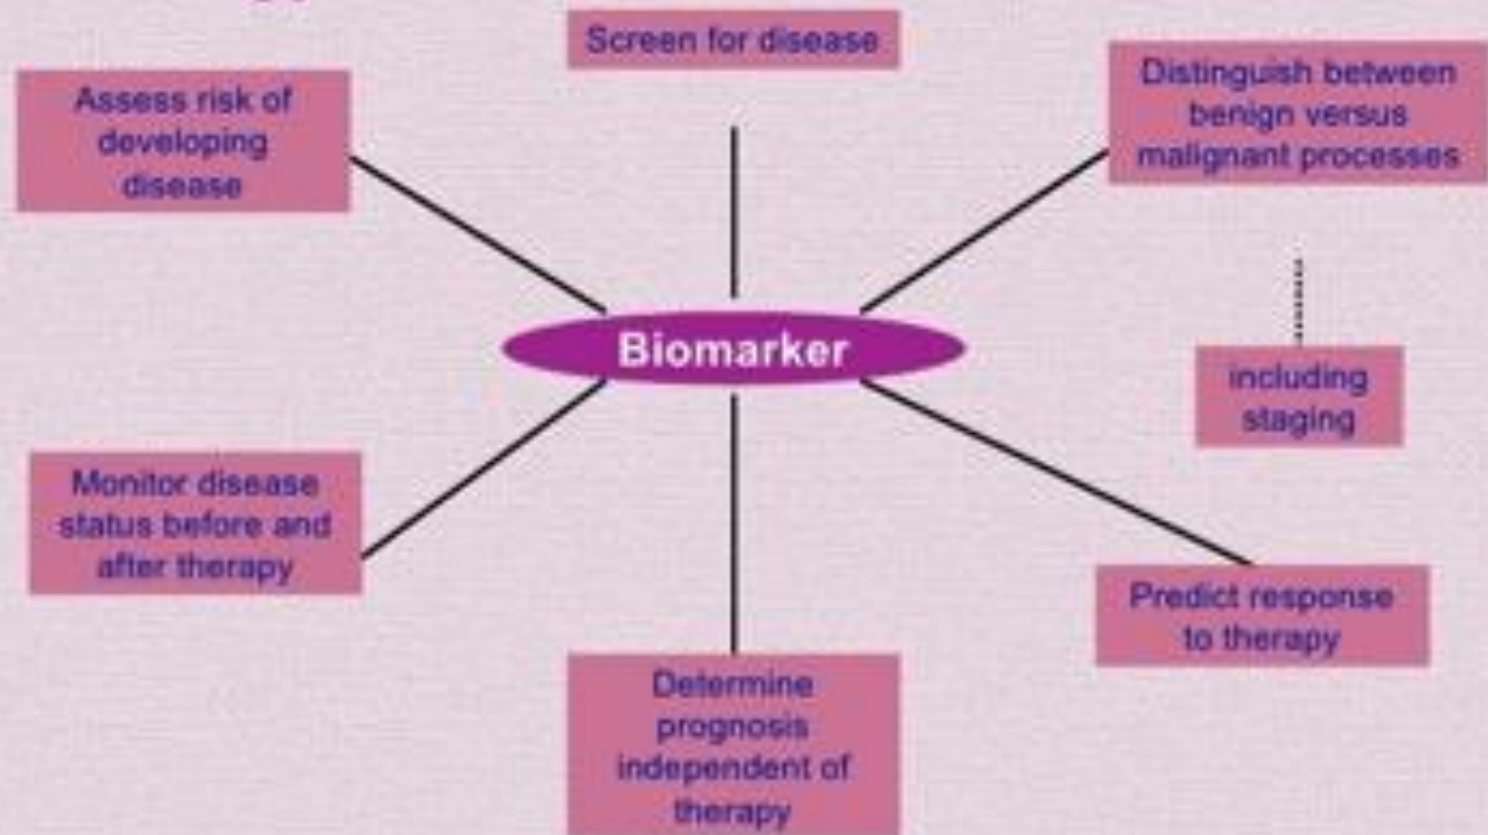 Screen for disease
Assess risk of
developing
disease
Distinguish between
benign versus
malignant processes
Biomarker
including
staging
Monitor disease
status before and
after therapy
Predict response
to therapy
Determine
prognosis
independent of
therapy